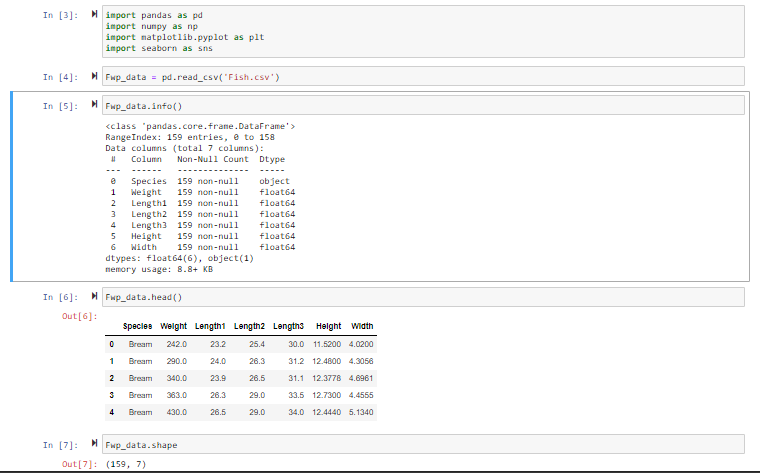 In [3]: import pandas as pd
import numpy as np
import matplotlib.pyplot as plt
import seaborn as sns
In [4]: Fwp_data = pd.read_csv('Fish.csv')
In [5]: Fwp_data.info()
<class 'pandas.core.frame.DataFrame'>
RangeIndex: 159 entries, 0 to 158
Data columns (total 7 columns):
# Column Non-Null Count Dtype
--- ------ -------------- -----
0 Species 159 non-null object
1 Weight 159 non-null float64
2 Length1 159 non-null float64
3 Length2 159 non-null float64
4 Length3 159 non-null float64
5 Height 159 non-null float64
6 Width 159 non-null float64
dtypes: float64(6), object(1)
memory usage: 8.8+ KB
In [6]: Fwp_data.head()
Out[6]:
Species Weight Length1 Length2 Length3 Height Width
0 Bream 242.0 23.2 25.4 30.0 11.5200 4.0200
1 Bream 290.0 24.0 26.3 31.2 12.4800 4.3056
2 Bream 340.0 23.9 26.5 31.1 12.3778 4.6961
3 Bream 363.0 26.3 29.0 33.5 12.7300 4.4555
4 Bream 430.0 26.5 29.0 34.0 12.4440 5.1340
In [7]: Fwp_data.shape
Out[7]: (159, 7)